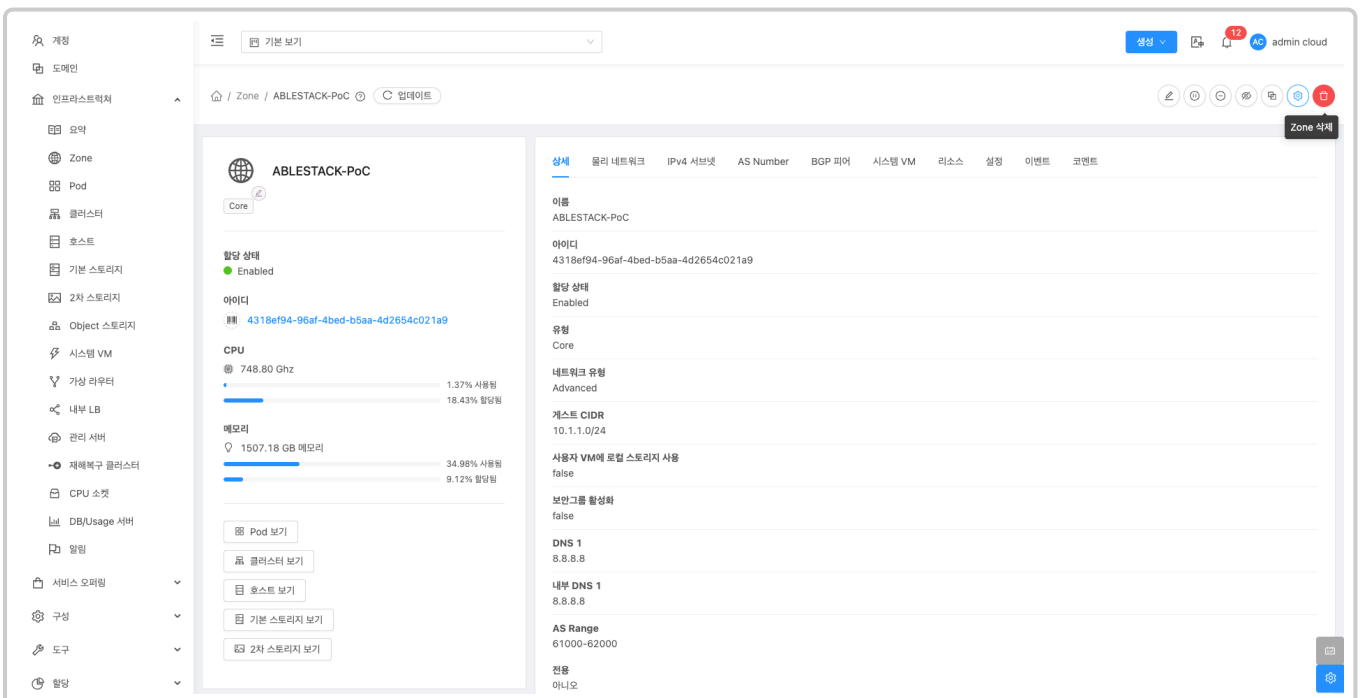 계정
도메인
인프라스트럭쳐
요약
Zone
Pod
클러스터
호스트
기본 스토리지
2차 스토리지
Object 스토리지
시스템 VM
가상 라우터
내부 LB
관리 서버
재해복구 클러스터
CPU 소켓
DB/Usage 서버
알림
서비스 오퍼링
구성
도구
할당
기본 보기
생성
12
AC
admin cloud
/ Zone / ABLESTACK-PoC
업데이트
Zone 삭제
ABLESTACK-PoC
Core
할당 상태
Enabled
아이디
4318ef94-96af-4bed-b5aa-4d2654c021a9
CPU
748.80 Ghz
1.37% 사용됨
18.43% 할당됨
메모리
1507.18 GB 메모리
34.98% 사용됨
9.12% 할당됨
Pod 보기
클러스터 보기
호스트 보기
기본 스토리지 보기
2차 스토리지 보기
상세 물리 네트워크 IPv4 서브넷 AS Number BGP 피어 시스템 VM 리소스 설정 이벤트 코멘트
이름
ABLESTACK-PoC
아이디
4318ef94-96af-4bed-b5aa-4d2654c021a9
할당 상태
Enabled
유형
Core
네트워크 유형
Advanced
게스트 CIDR
10.1.1.0/24
사용자 VM에 로컬 스토리지 사용
false
보안그룹 활성화
false
DNS 1
8.8.8.8
내부 DNS 1
8.8.8.8
AS Range
61000-62000
전용
아니오